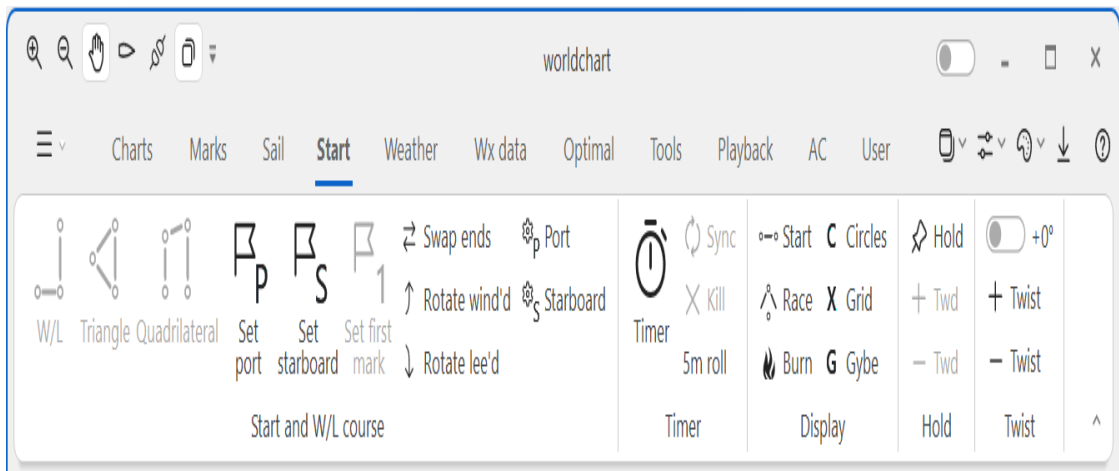 worldchart
Charts Marks Sail Start Weather Wx data Optimal Tools Playback AC User
W/L
Triangle
Quadrilateral
P
Set
port
S
Set
starboard
1
Set first
mark
Swap ends
Rotate wind'd
Rotate lee'd
P Port
S Starboard
Start and W/L course
Timer
Sync
Kill
5m roll
Timer
Start
Race
Burn
C Circles
X Grid
G Gybe
Display
Hold
+ Twd
− Twd
Hold
+0°
+ Twist
− Twist
Twist